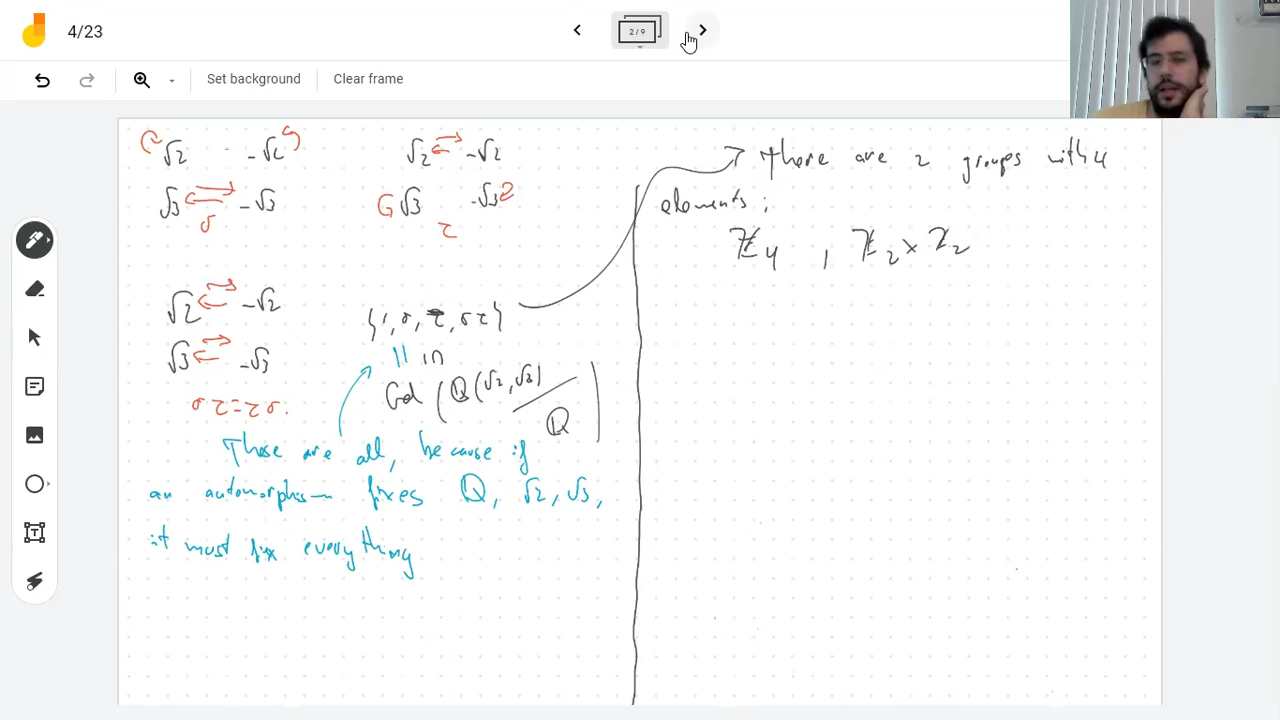 4/23
2 / 9
Set background
Clear frame
√2 -√2
√3 -√3
σ
√2 -√2
√3 -√3
τ
√2 -√2
√3 -√3
στ = τσ.
{1, σ, τ, στ}
|| in
Gal (Q(√2, √3) / Q)
These are all, because if
an automorphism fixes Q, √2, √3,
it must fix everything
There are 2 groups with 4
elements:
ℤ4 , ℤ2 × ℤ2